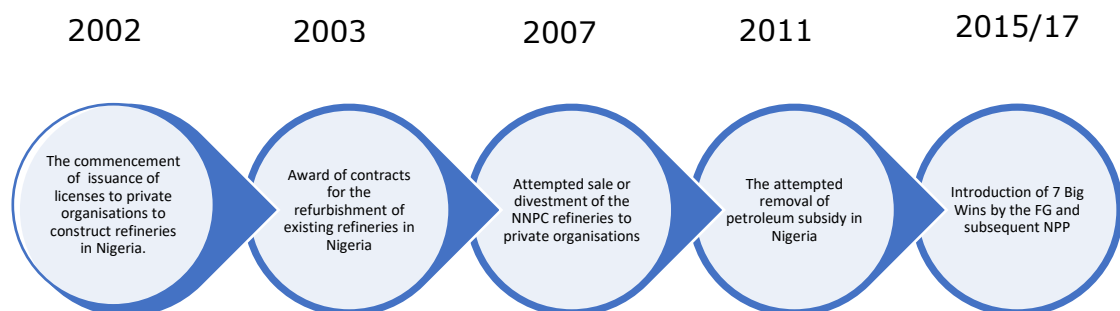 2002
2003
2007
2011
2015/17
The commencement
of issuance of
licenses to private
organisations to
construct refineries
in Nigeria.
Award of contracts
for the
refurbishment of
existing refineries in
Nigeria
Attempted sale or
divestment of the
NNPC refineries to
private organisations
The attempted
removal of
petroleum subsidy in
Nigeria
Introduction of 7 Big
Wins by the FG and
subsequent NPP